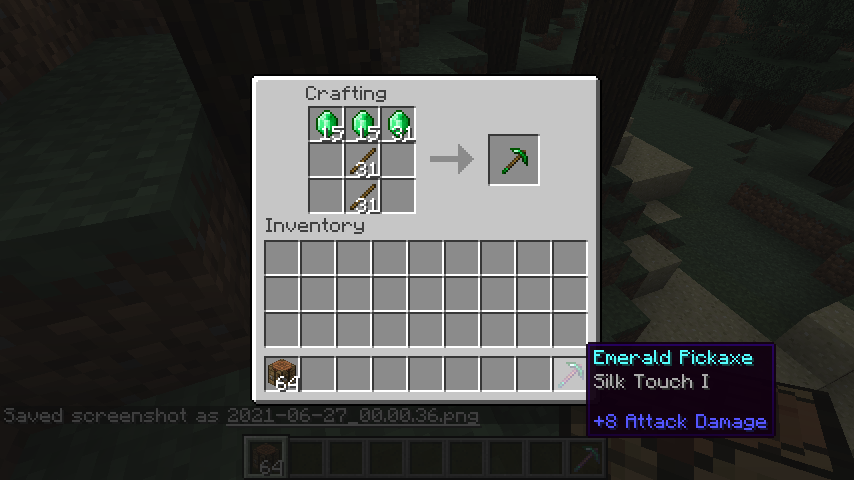 Crafting
15 15 31
31
31
Inventory
64
Emerald Pickaxe
Silk Touch I
+8 Attack Damage
Saved screenshot as 2021-06-27_00.00.36.png
64